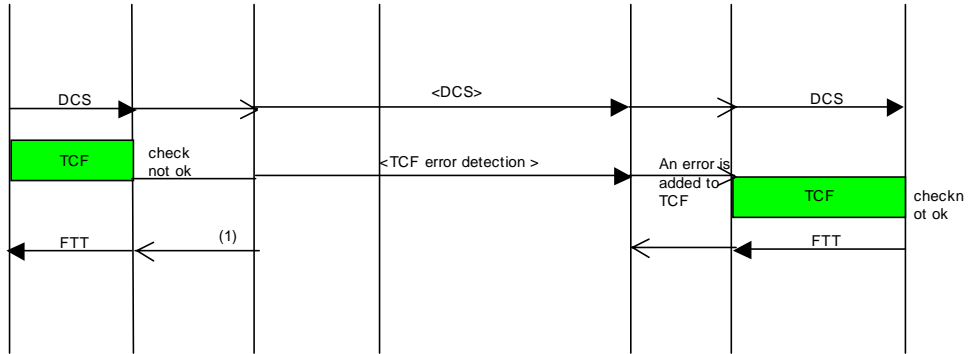 DCS
<DCS>
DCS
TCF
check
not ok
<TCF error detection >
An error is
added to
TCF
TCF
checkn
ot ok
FTT
(1)
FTT